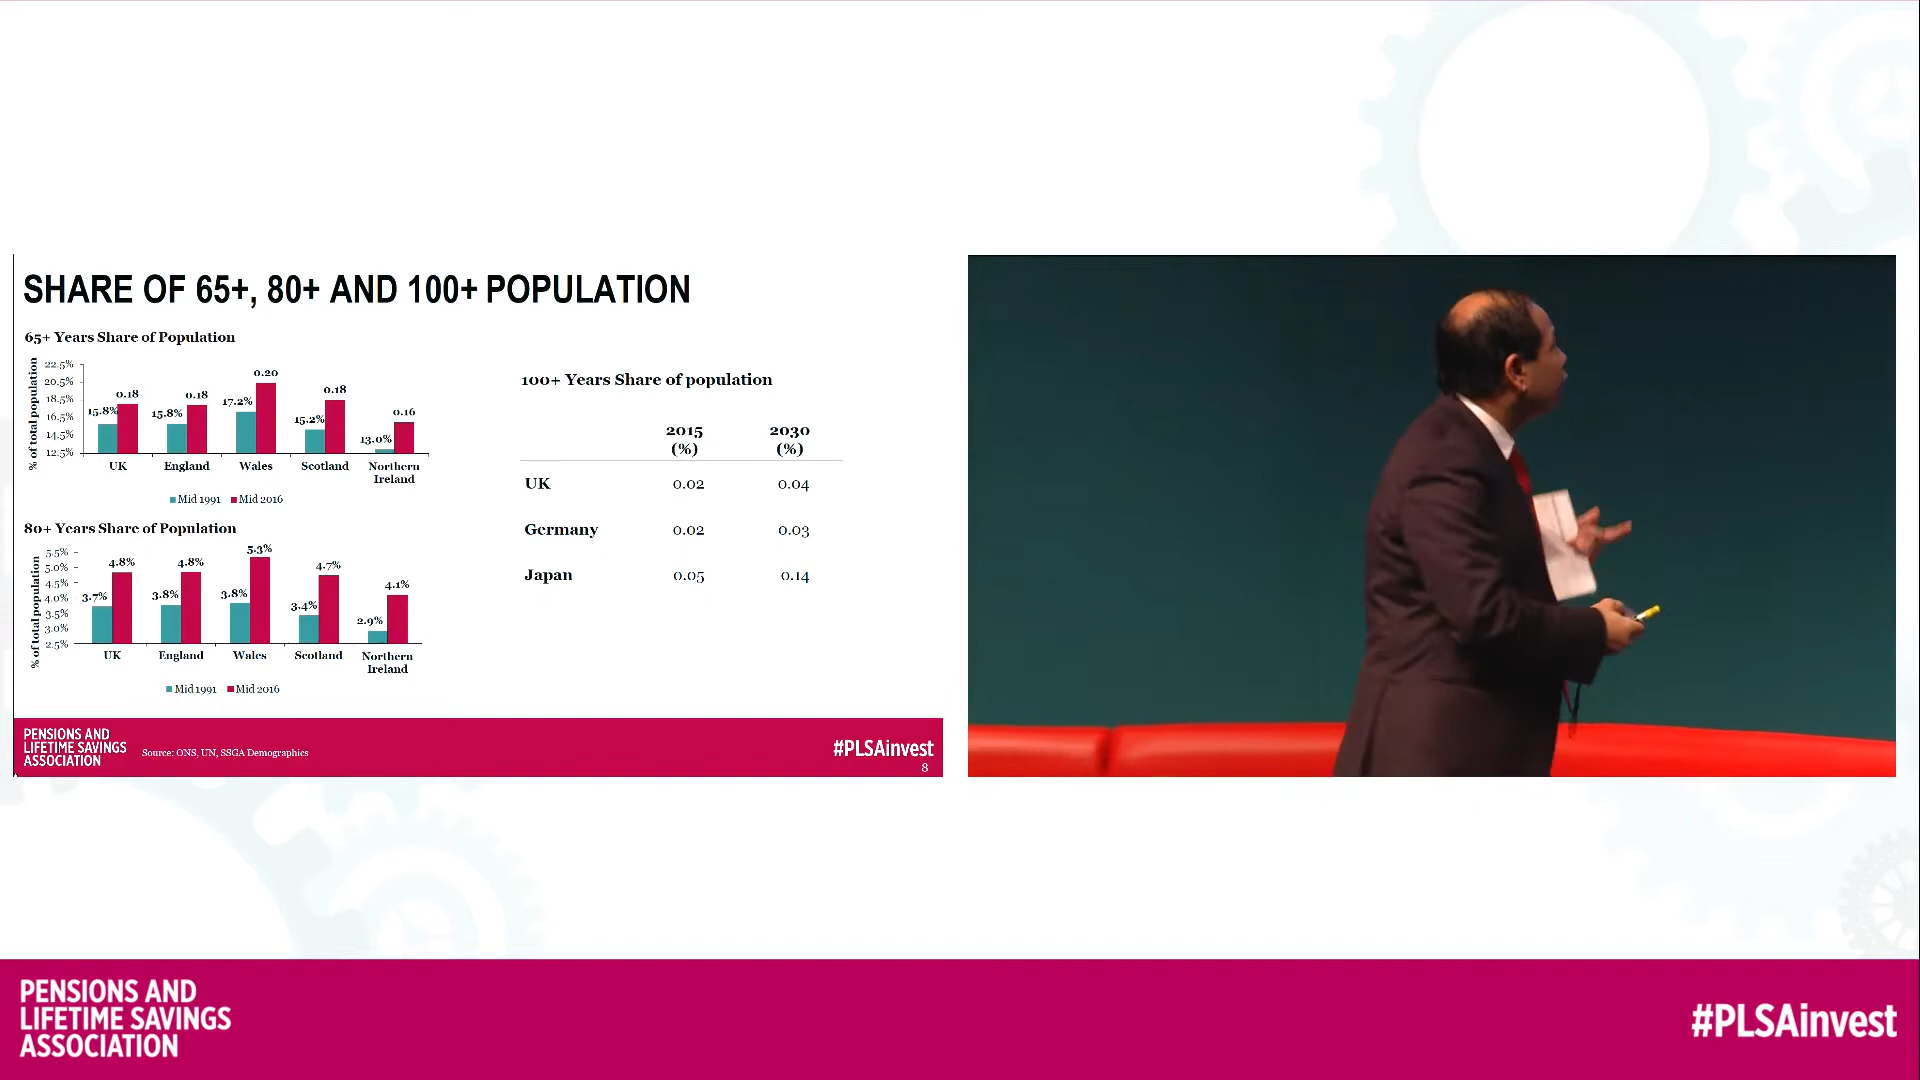 SHARE OF 65+, 80+ AND 100+ POPULATION
65+ Years Share of Population
% of total population
22.5%
20.5%
18.5%
16.5%
14.5%
12.5%
15.8% 0.18 15.8% 0.18 17.2% 0.20 15.2% 0.18 13.0% 0.16
UK England Wales Scotland Northern Ireland
Mid 1991 Mid 2016
80+ Years Share of Population
% of total population
5.5%
5.0%
4.5%
4.0%
3.5%
3.0%
2.5%
3.7% 4.8% 3.8% 4.8% 3.8% 5.3% 3.4% 4.7% 2.9% 4.1%
UK England Wales Scotland Northern Ireland
Mid 1991 Mid 2016
100+ Years Share of population
2015 (%) 2030 (%)
UK 0.02 0.04
Germany 0.02 0.03
Japan 0.05 0.14
PENSIONS AND
LIFETIME SAVINGS
ASSOCIATION
Source: ONS, UN, SSGA Demographics
#PLSAinvest
8
PENSIONS AND
LIFETIME SAVINGS
ASSOCIATION
#PLSAinvest